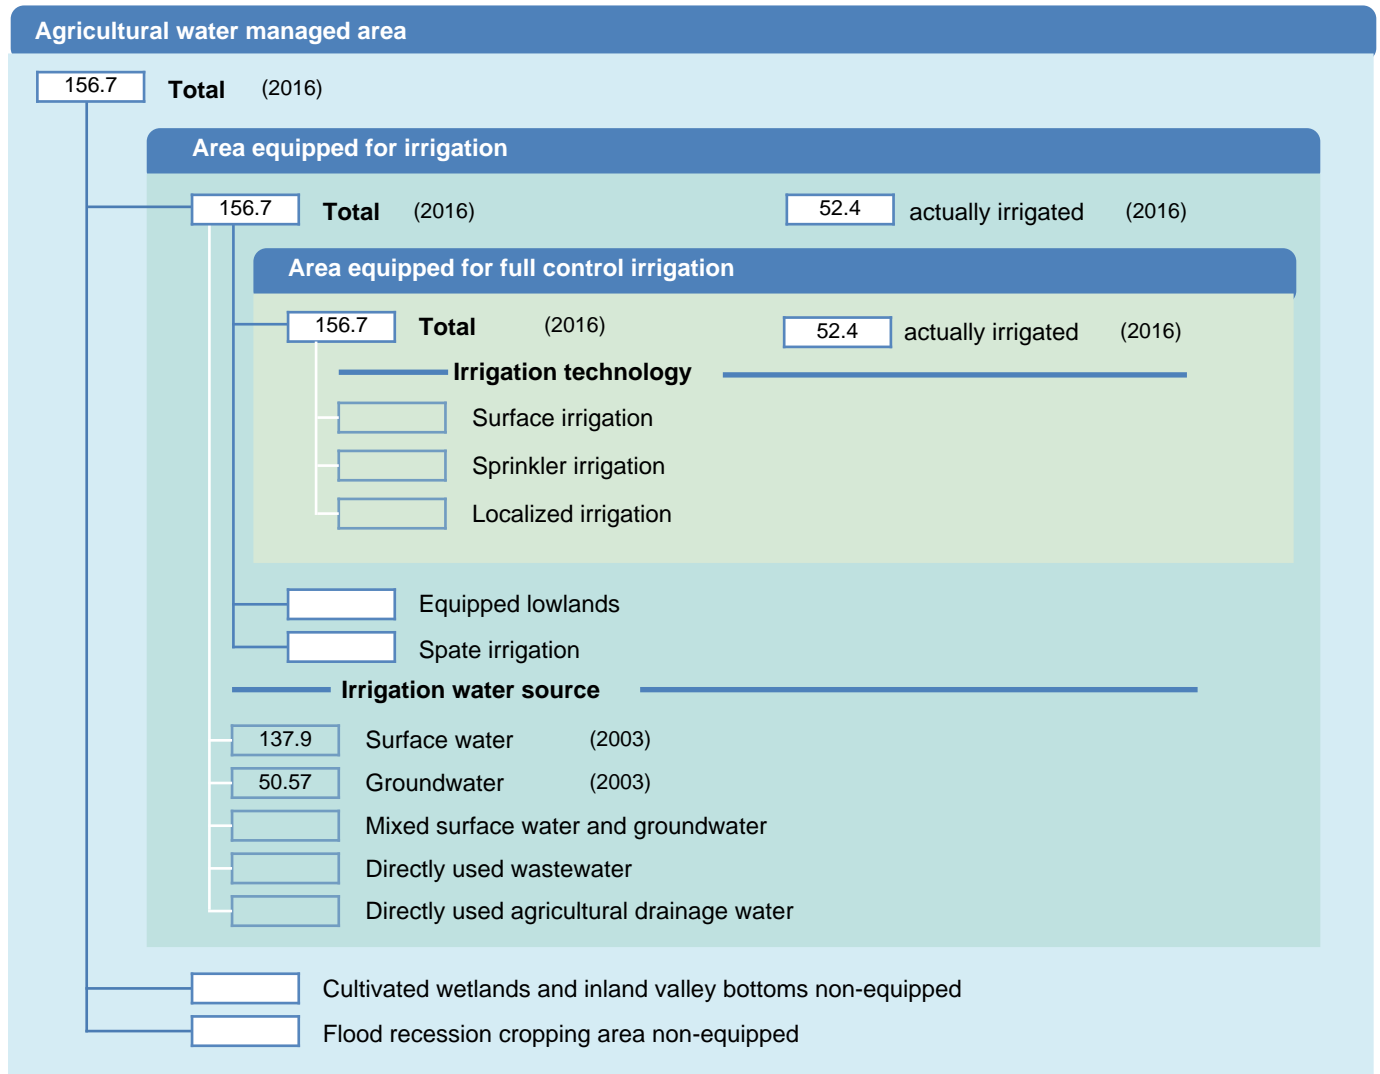 Agricultural water managed area
156.7 Total (2016)
Area equipped for irrigation
156.7 Total (2016) 52.4 actually irrigated (2016)
Area equipped for full control irrigation
156.7 Total (2016) 52.4 actually irrigated (2016)
Irrigation technology
Surface irrigation
Sprinkler irrigation
Localized irrigation
Equipped lowlands
Spate irrigation
Irrigation water source
137.9 Surface water (2003)
50.57 Groundwater (2003)
Mixed surface water and groundwater
Directly used wastewater
Directly used agricultural drainage water
Cultivated wetlands and inland valley bottoms non-equipped
Flood recession cropping area non-equipped